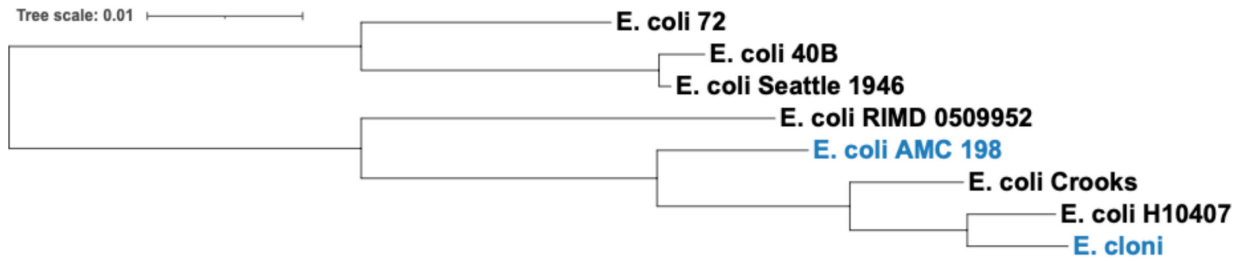 Tree scale: 0.01
E. coli 72
E. coli 40B
E. coli Seattle 1946
E. coli RIMD 0509952
E. coli AMC 198
E. coli Crooks
E. coli H10407
E. cloni